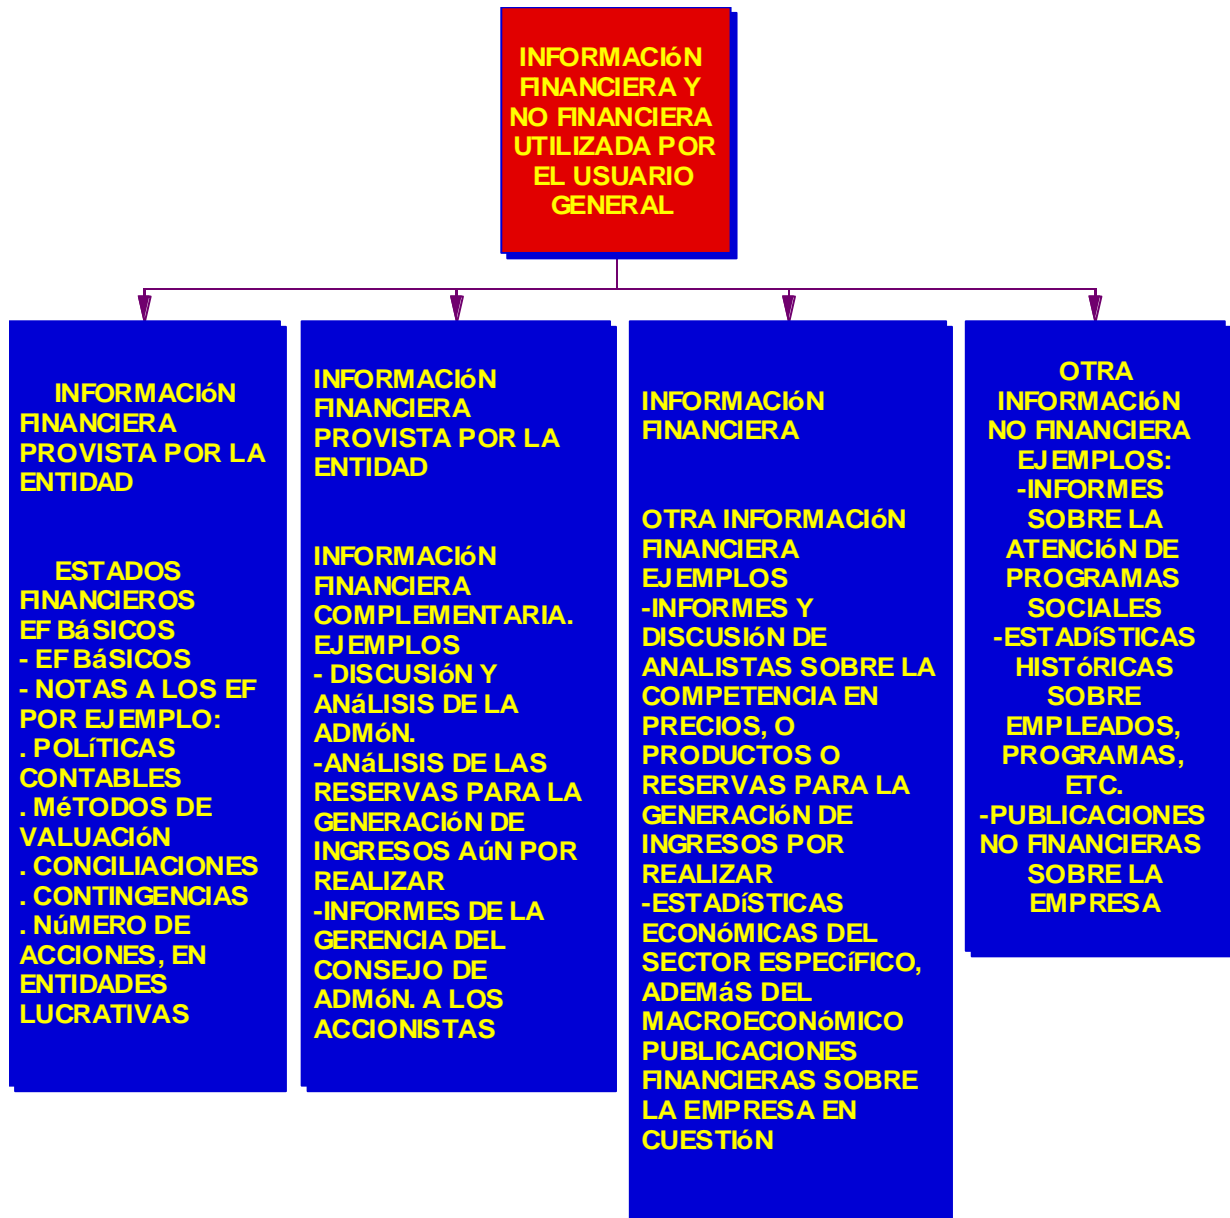 INFORMACIóN
FINANCIERA Y
NO FINANCIERA
UTILIZADA POR
EL USUARIO
GENERAL
INFORMACIóN
FINANCIERA
PROVISTA POR LA
ENTIDAD
ESTADOS
FINANCIEROS
EF BáSICOS
- EF BáSICOS
- NOTAS A LOS EF
POR EJEMPLO:
. POLíTICAS
CONTABLES
. MéTODOS DE
VALUACIóN
. CONCILIACIONES
. CONTINGENCIAS
. NúMERO DE
ACCIONES, EN
ENTIDADES
LUCRATIVAS
INFORMACIóN
FINANCIERA
PROVISTA POR LA
ENTIDAD
INFORMACIóN
FINANCIERA
COMPLEMENTARIA.
EJEMPLOS
- DISCUSIóN Y
ANáLISIS DE LA
ADMóN.
-ANáLISIS DE LAS
RESERVAS PARA LA
GENERACIóN DE
INGRESOS AúN POR
REALIZAR
-INFORMES DE LA
GERENCIA DEL
CONSEJO DE
ADMóN. A LOS
ACCIONISTAS
INFORMACIóN
FINANCIERA
OTRA INFORMACIóN
FINANCIERA
EJEMPLOS
-INFORMES Y
DISCUSIóN DE
ANALISTAS SOBRE LA
COMPETENCIA EN
PRECIOS, O
PRODUCTOS O
RESERVAS PARA LA
GENERACIóN DE
INGRESOS POR
REALIZAR
-ESTADíSTICAS
ECONóMICAS DEL
SECTOR ESPECíFICO,
ADEMáS DEL
MACROECONóMICO
PUBLICACIONES
FINANCIERAS SOBRE
LA EMPRESA EN
CUESTIóN
OTRA
INFORMACIóN
NO FINANCIERA
EJEMPLOS:
-INFORMES
SOBRE LA
ATENCIóN DE
PROGRAMAS
SOCIALES
-ESTADíSTICAS
HISTóRICAS
SOBRE
EMPLEADOS,
PROGRAMAS,
ETC.
-PUBLICACIONES
NO FINANCIERAS
SOBRE LA
EMPRESA